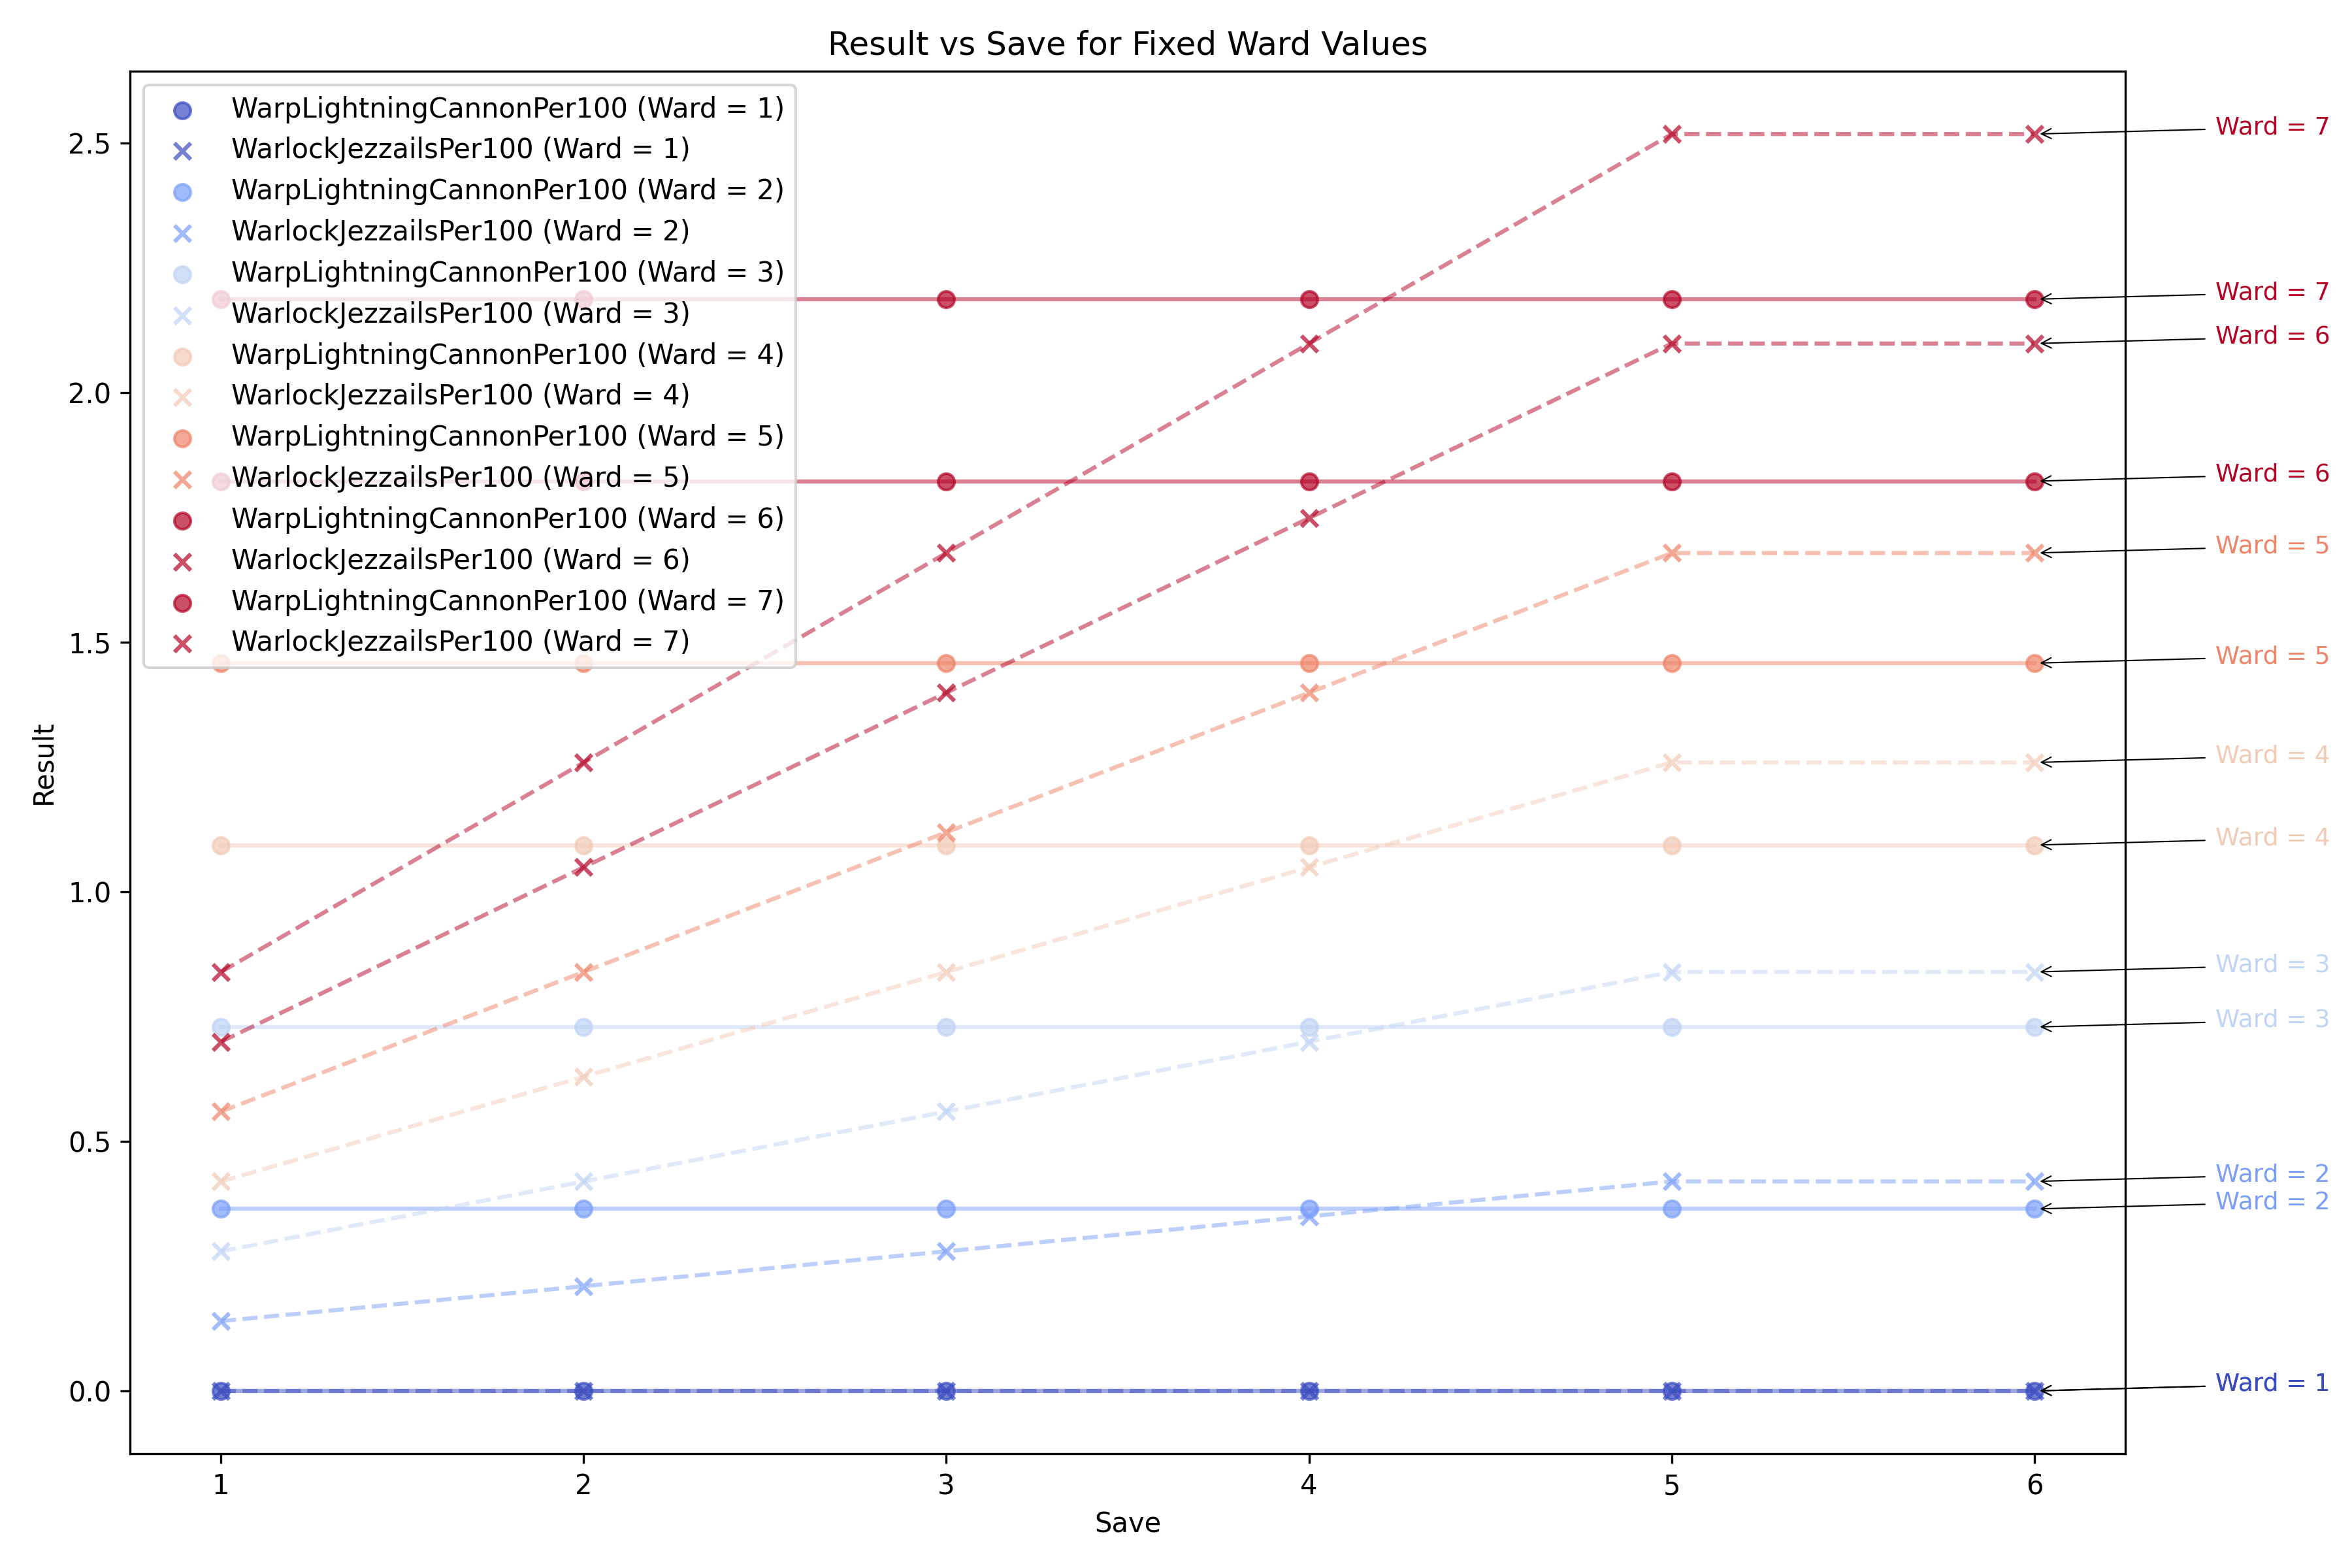 Result vs Save for Fixed Ward Values
WarpLightningCannonPer100 (Ward = 1)
WarlockJezzailsPer100 (Ward = 1)
WarpLightningCannonPer100 (Ward = 2)
WarlockJezzailsPer100 (Ward = 2)
WarpLightningCannonPer100 (Ward = 3)
WarlockJezzailsPer100 (Ward = 3)
WarpLightningCannonPer100 (Ward = 4)
WarlockJezzailsPer100 (Ward = 4)
WarpLightningCannonPer100 (Ward = 5)
WarlockJezzailsPer100 (Ward = 5)
WarpLightningCannonPer100 (Ward = 6)
WarlockJezzailsPer100 (Ward = 6)
WarpLightningCannonPer100 (Ward = 7)
WarlockJezzailsPer100 (Ward = 7)
Result
2.5
2.0
1.5
1.0
0.5
0.0
Ward = 7
Ward = 7
Ward = 6
Ward = 6
Ward = 5
Ward = 5
Ward = 4
Ward = 4
Ward = 3
Ward = 3
Ward = 2
Ward = 2
Ward = 1
1 2 3 4 5 6
Save